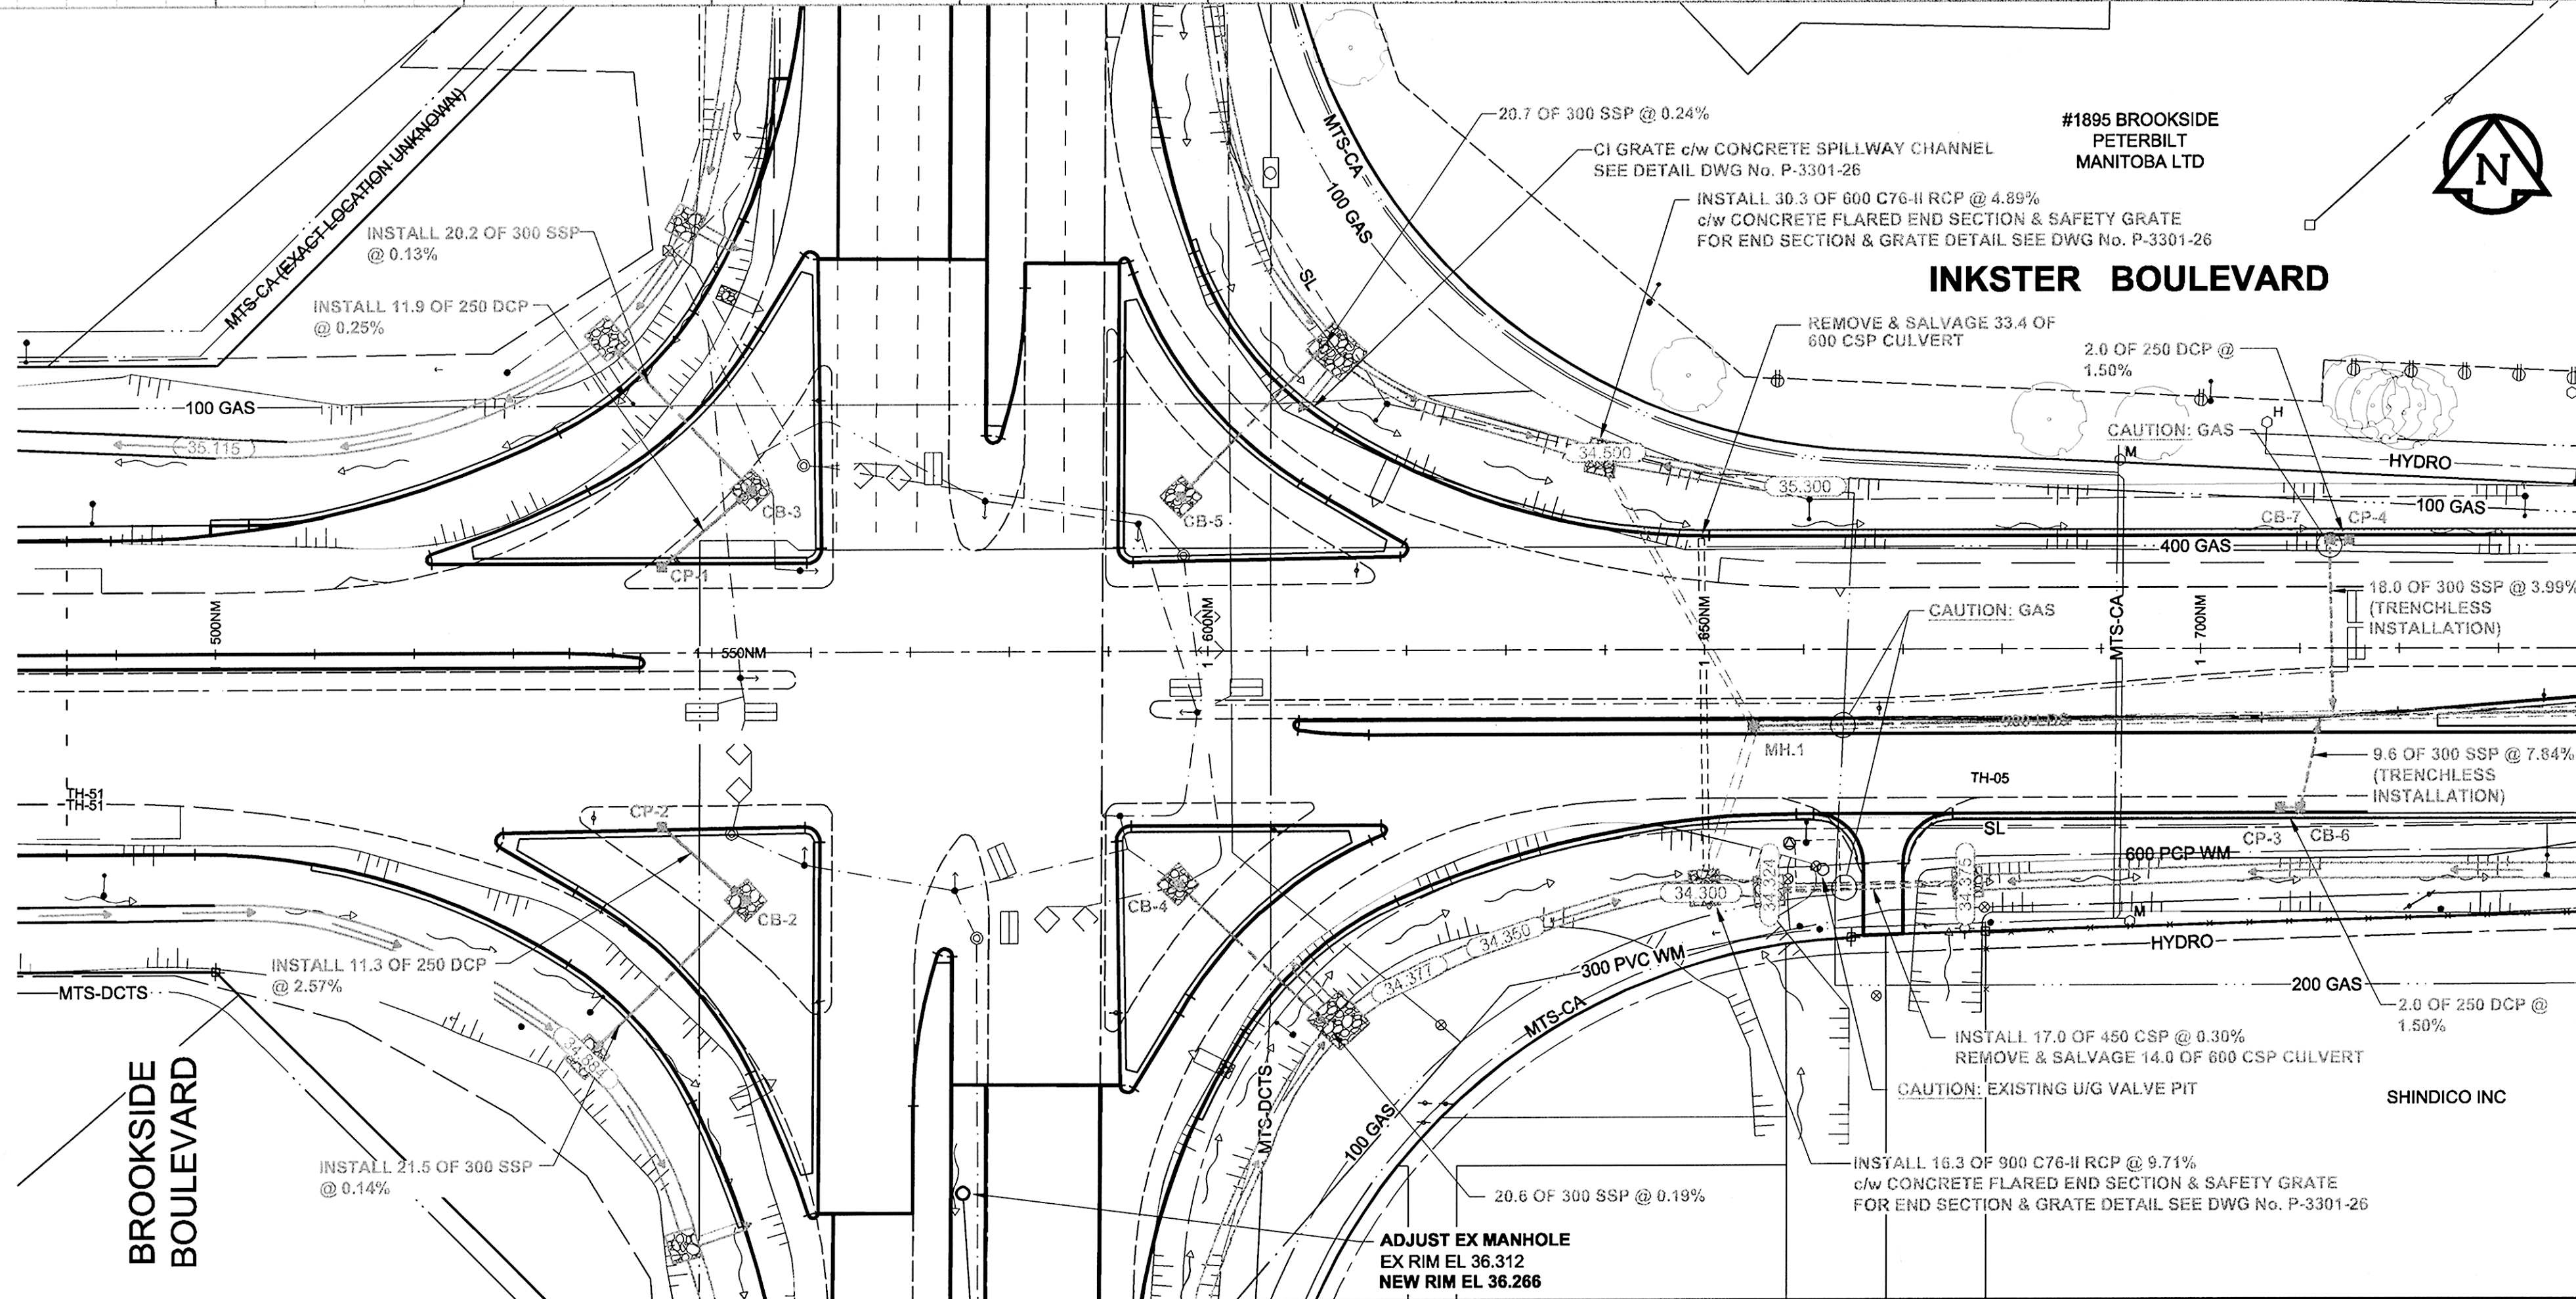 20.7 OF 300 SSP @ 0.24%
CI GRATE c/w CONCRETE SPILLWAY CHANNEL
SEE DETAIL DWG No. P-3301-26
#1895 BROOKSIDE
PETERBILT
MANITOBA LTD
N
INSTALL 30.3 OF 600 C76-II RCP @ 4.89%
c/w CONCRETE FLARED END SECTION & SAFETY GRATE
FOR END SECTION & GRATE DETAIL SEE DWG No. P-3301-26
INKSTER BOULEVARD
MTS-CA (EXACT LOCATION UNKNOWN)
MTS-CA
100 GAS
SL
INSTALL 20.2 OF 300 SSP
@ 0.13%
INSTALL 11.9 OF 250 DCP
@ 0.25%
REMOVE & SALVAGE 33.4 OF
600 CSP CULVERT
2.0 OF 250 DCP @
1.50%
100 GAS
35.115
H
CAUTION: GAS
M
HYDRO
34.500
35.300
100 GAS
CB-3
CB-5
CB-7
CP-4
400 GAS
CP-1
18.0 OF 300 SSP @ 3.99%
(TRENCHLESS
INSTALLATION)
CAUTION: GAS
500NM
550NM
1 600NM
1 650NM
MTS-CA
1 700NM
MH.1
9.6 OF 300 SSP @ 7.84%
(TRENCHLESS
INSTALLATION)
TH-05
TH-51
TH-51
CP-2
SL
CP-3
CB-6
600 PCP WM
CB-2
CB-4
34.300
34.324
34.375
M
HYDRO
34.350
34.377
300 PVC WM
INSTALL 11.3 OF 250 DCP
@ 2.57%
MTS-DCTS
200 GAS
2.0 OF 250 DCP @
1.50%
MTS-CA
INSTALL 17.0 OF 450 CSP @ 0.30%
REMOVE & SALVAGE 14.0 OF 600 CSP CULVERT
CAUTION: EXISTING U/G VALVE PIT
SHINDICO INC
BROOKSIDE
BOULEVARD
MTS-DCTS
100 GAS
INSTALL 21.5 OF 300 SSP
@ 0.14%
INSTALL 16.3 OF 900 C76-II RCP @ 9.71%
c/w CONCRETE FLARED END SECTION & SAFETY GRATE
FOR END SECTION & GRATE DETAIL SEE DWG No. P-3301-26
20.6 OF 300 SSP @ 0.19%
ADJUST EX MANHOLE
EX RIM EL 36.312
NEW RIM EL 36.266